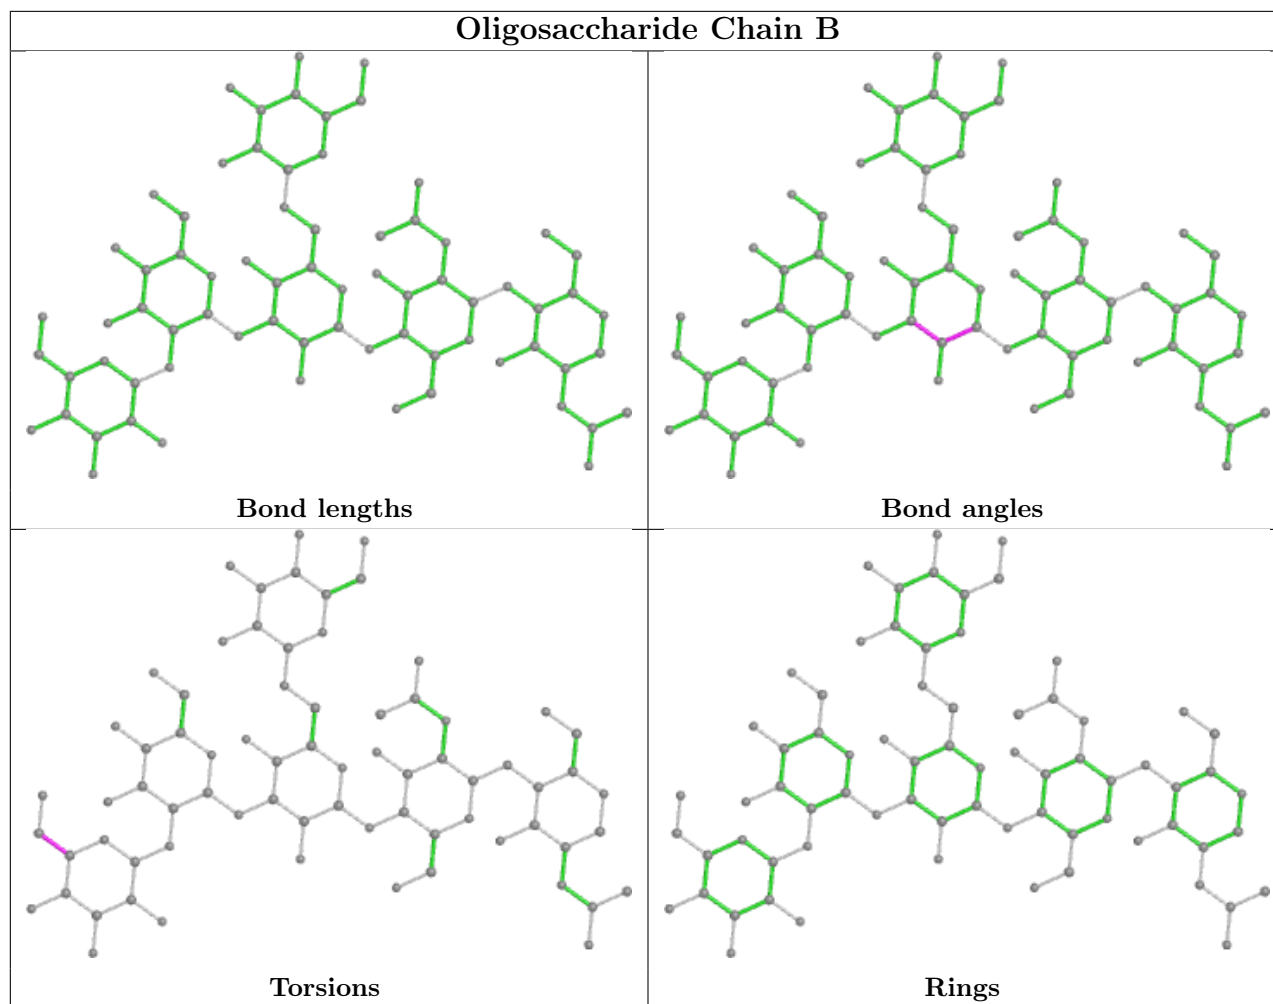 Oligosaccharide Chain B
Bond lengths
Bond angles
Torsions
Rings